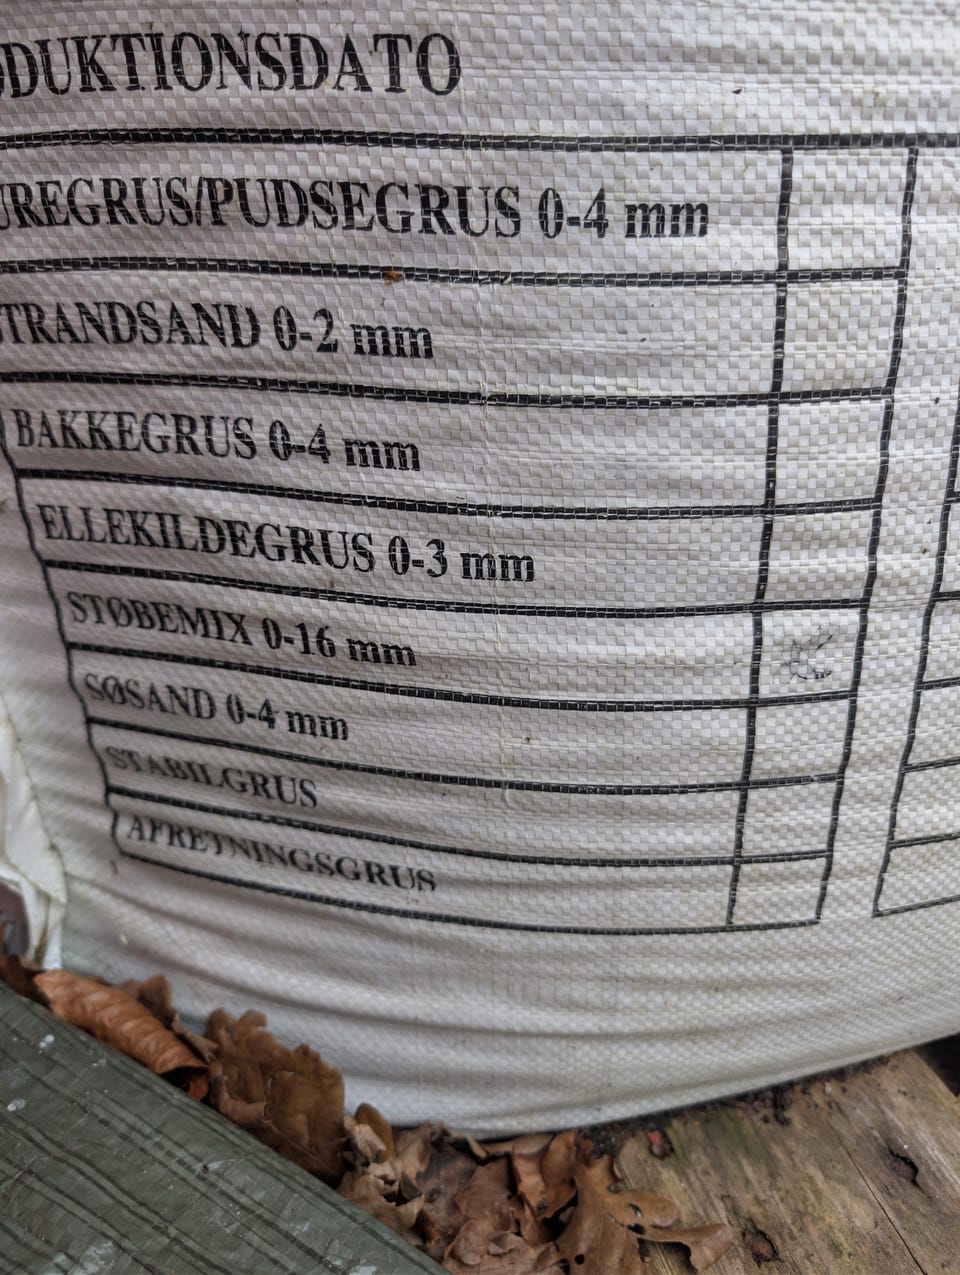 ODUKTIONSDATO
UREGRUS/PUDSEGRUS 0-4 mm
STRANDSAND 0-2 mm
BAKKEGRUS 0-4 mm
ELLEKILDEGRUS 0-3 mm
STØBEMIX 0-16 mm
SØSAND 0-4 mm
STABILGRUS
AFRETNINGSGRUS